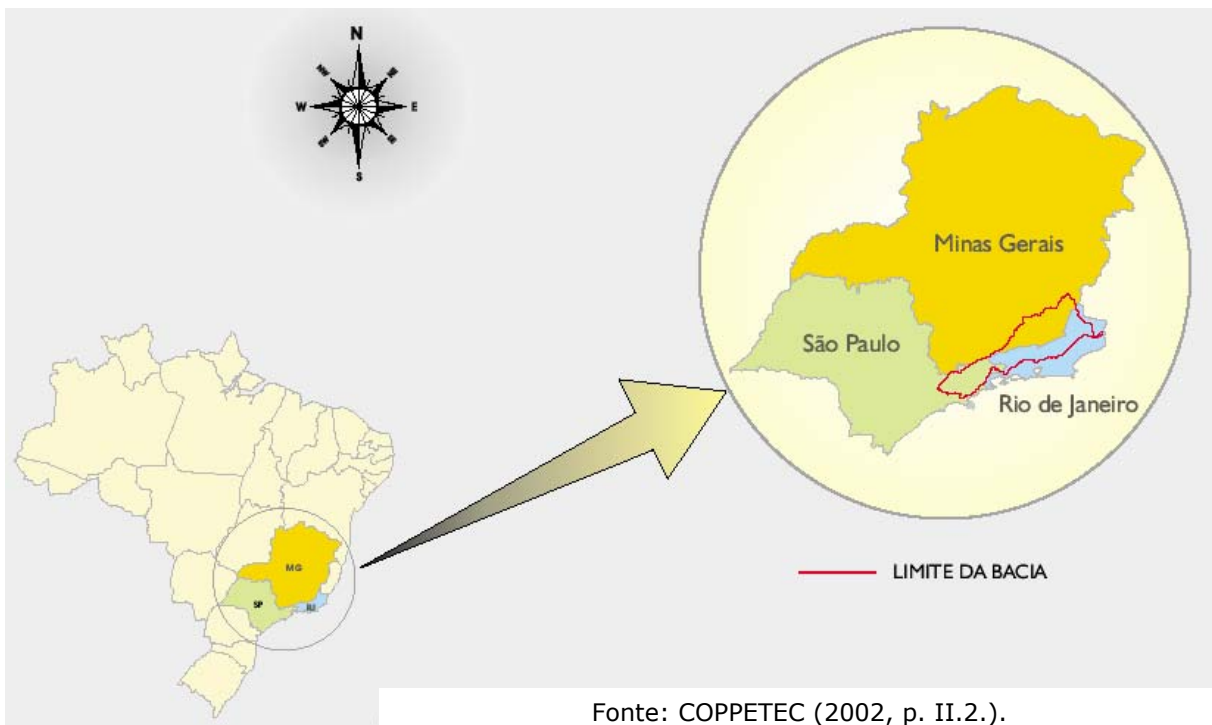 N
W
E
S
Minas Gerais
São Paulo
Rio de Janeiro
LIMITE DA BACIA
MG
SP
RJ
Fonte: COPPETEC (2002, p. II.2.).